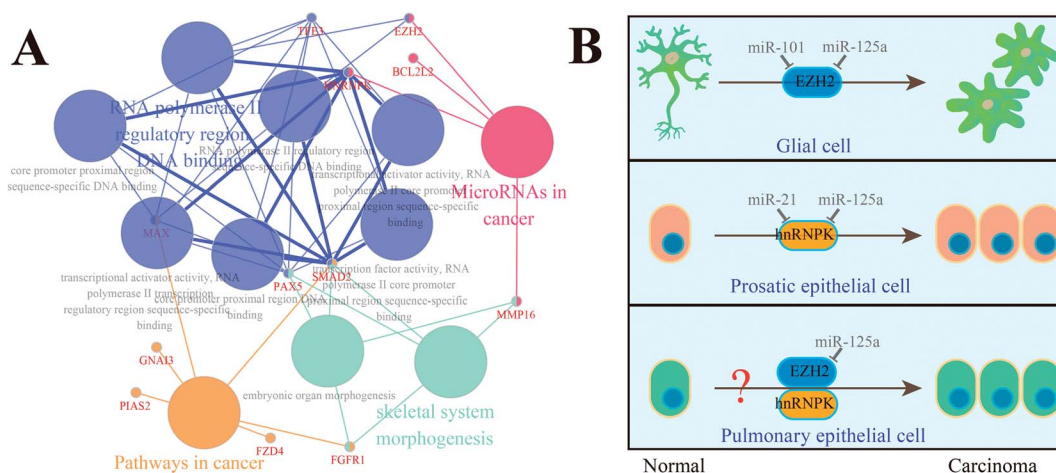 A
TFE3
EZH2
BCL2L2
HNRNPK
RNA polymerase II
regulatory region
DNA binding
RNA polymerase II regulatory region
sequence-specific DNA binding
core promoter proximal region
sequence-specific DNA binding
transcriptional activator activity, RNA
polymerase II core promoter
proximal region sequence-specific
binding
MicroRNAs in
cancer
MAX
transcriptional activator activity, RNA
polymerase II transcription
regulatory region sequence-specific
binding
PAX5
SMAD2
core promoter proximal region DNA
binding
transcription factor activity, RNA
polymerase II core promoter
proximal region sequence-specific
binding
MMP16
GNAI3
PIAS2
embryonic organ morphogenesis
skeletal system
morphogenesis
FZD4
FGFR1
Pathways in cancer
B
miR-101
miR-125a
EZH2
Glial cell
miR-21
miR-125a
hnRNPK
Prosatic epithelial cell
miR-125a
?
EZH2
hnRNPK
Pulmonary epithelial cell
Normal
Carcinoma